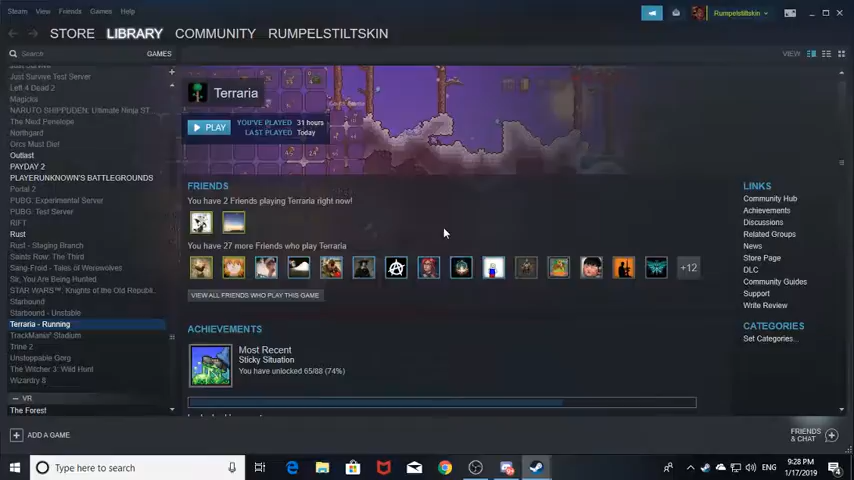 Steam View Friends Games Help
Rumpelstiltskin
STORE LIBRARY COMMUNITY RUMPELSTILTSKIN
Search GAMES
VIEW:
Just Survive Test Server
Left 4 Dead 2
Magicka
NARUTO SHIPPUDEN: Ultimate Ninja ST
The Next Penelope
Northgard
Orcs Must Die!
Outlast
PAYDAY 2
PLAYERUNKNOWN'S BATTLEGROUNDS
Portal 2
PUBG: Experimental Server
PUBG: Test Server
RIFT
Rust
Rust - Staging Branch
Saints Row: The Third
Sang-Froid - Tales of Werewolves
Sir, You Are Being Hunted
STAR WARS™: Knights of the Old Republi..
Starbound
Starbound - Unstable
Terraria - Running
TrackMania² Stadium
Trine 2
Unstoppable Gorg
The Witcher 3: Wild Hunt
Wizardry 8
VR
The Forest
Terraria
PLAY
YOU'VE PLAYED 31 hours
LAST PLAYED Today
FRIENDS
You have 2 Friends playing Terraria right now!
You have 27 more Friends who play Terraria
+12
VIEW ALL FRIENDS WHO PLAY THIS GAME
ACHIEVEMENTS
Most Recent
Sticky Situation
You have unlocked 65/88 (74%)
LINKS
Community Hub
Achievements
Discussions
Related Groups
News
Store Page
DLC
Community Guides
Support
Write Review
CATEGORIES
Set Categories...
ADD A GAME
FRIENDS
& CHAT
Type here to search
ENG
9:28 PM
1/17/2019
4